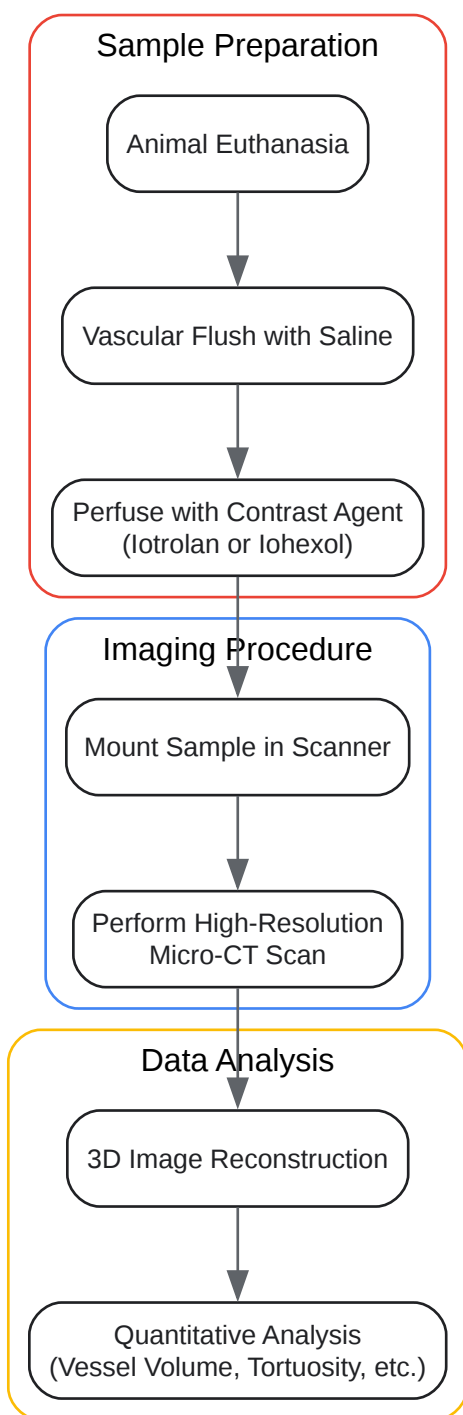 Sample Preparation
Animal Euthanasia
Vascular Flush with Saline
Perfuse with Contrast Agent
(Iotrolan or Iohexol)
Imaging Procedure
Mount Sample in Scanner
Perform High-Resolution
Micro-CT Scan
Data Analysis
3D Image Reconstruction
Quantitative Analysis
(Vessel Volume, Tortuosity, etc.)